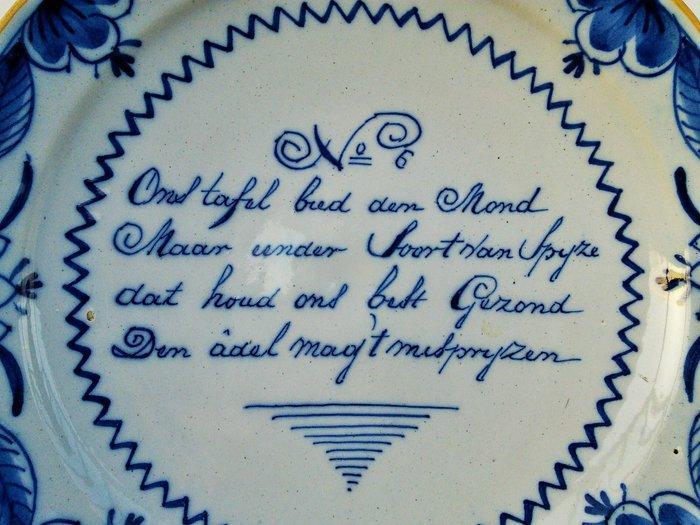 No 6
Ons tafel bied den Mond
Maar eender Soort van Spyze
dat houd ons best Gezond
Den âdel mag't mispryzen